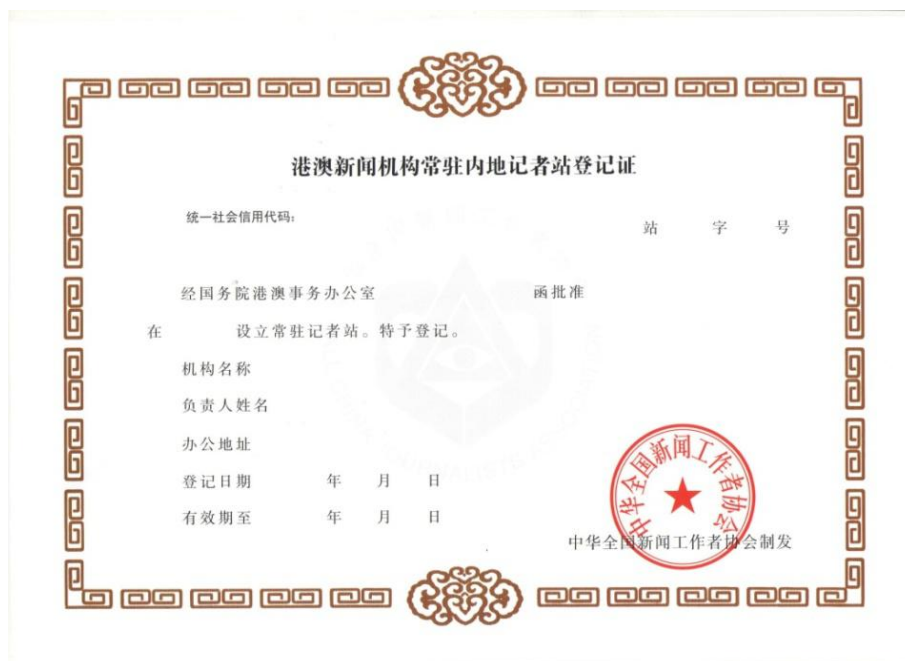 港澳新闻机构常驻内地记者站登记证
统一社会信用代码：
站 字 号
经国务院港澳事务办公室 函批准
在 设立常驻记者站。特予登记。
机构名称
负责人姓名
办公地址
登记日期 年 月 日
有效期至 年 月 日
中华全国新闻工作者协会
中华全国新闻工作者协会制发